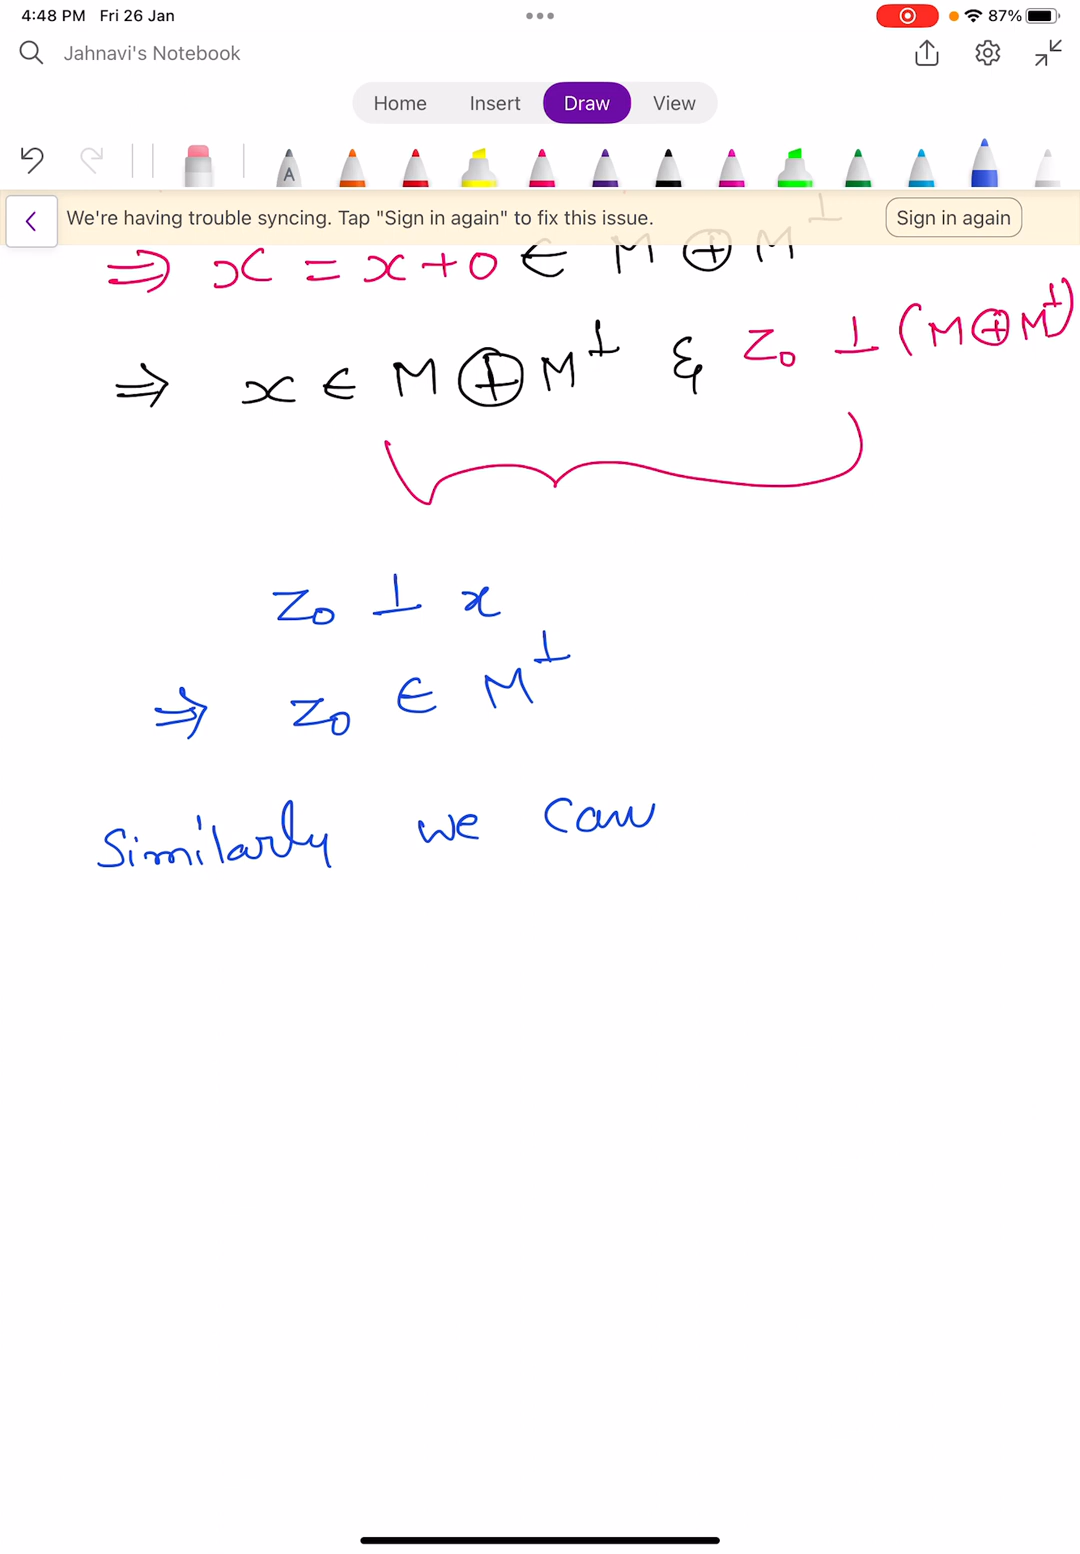 4:48 PM Fri 26 Jan 87%
Jahnavi's Notebook
Home Insert Draw View
A
We're having trouble syncing. Tap "Sign in again" to fix this issue. Sign in again
⇒ x = x + 0 ∈ M ⊕ M⊥
⇒ x ∈ M ⊕ M⊥ & z₀ ⊥ (M ⊕ M⊥)
z₀ ⊥ x
⇒ z₀ ∈ M⊥
Similarly we can